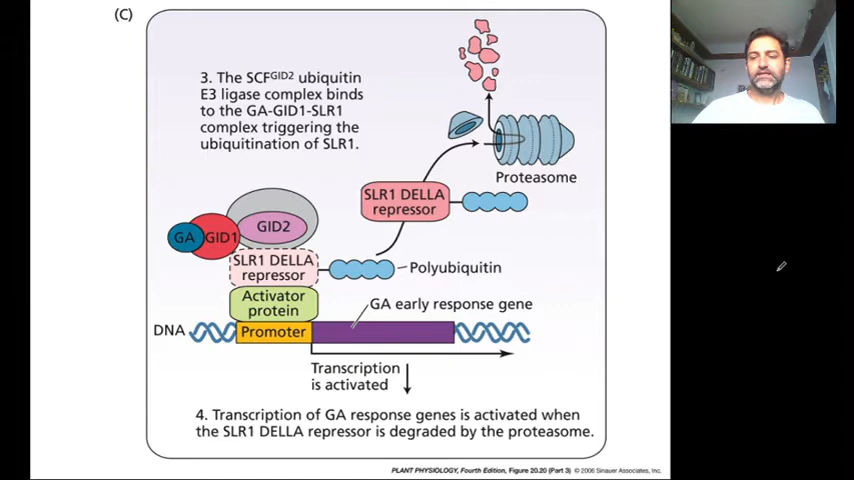 (C)
3. The SCFGID2 ubiquitin
E3 ligase complex binds
to the GA-GID1-SLR1
complex triggering the
ubiquitination of SLR1.
Proteasome
SLR1 DELLA
repressor
GA
GID1
GID2
SLR1 DELLA
repressor
Polyubiquitin
Activator
protein
GA early response gene
DNA
Promoter
Transcription
is activated
4. Transcription of GA response genes is activated when
the SLR1 DELLA repressor is degraded by the proteasome.
PLANT PHYSIOLOGY, Fourth Edition, Figure 20.20 (Part 3) © 2006 Sinauer Associates, Inc.